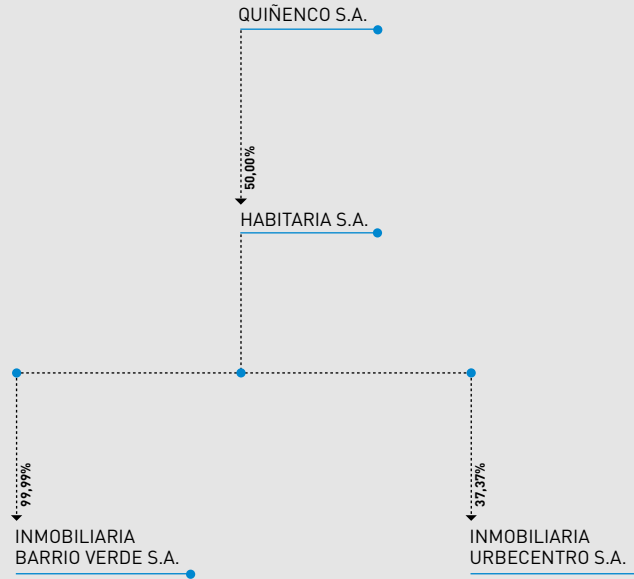 QUIÑENCO S.A.
50,00%
HABITARIA S.A.
99,99%
37,37%
INMOBILIARIA
BARRIO VERDE S.A.
INMOBILIARIA
URBECENTRO S.A.